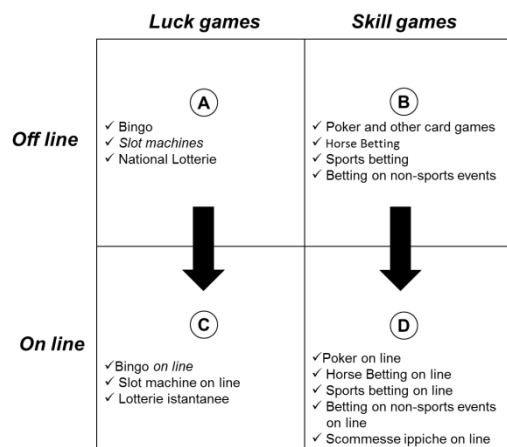 Luck games
Skill games
Off line
A
✓ Bingo
✓ Slot machines
✓ National Lotterie
B
✓ Poker and other card games
✓ Horse Betting
✓ Sports betting
✓ Betting on non-sports events
On line
C
✓Bingo on line
✓ Slot machine on line
✓ Lotterie istantanee
D
✓Poker on line
✓ Horse Betting on line
✓ Sports betting on line
✓ Betting on non-sports events
on line
✓ Scommesse ippiche on line